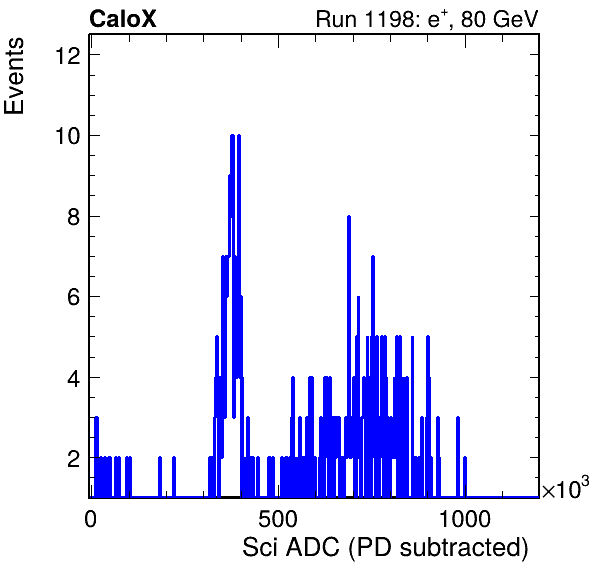 CaloX Run 1198: e⁺, 80 GeV
Events
12
10
8
6
4
2
0 500 1000 ×10³
Sci ADC (PD subtracted)